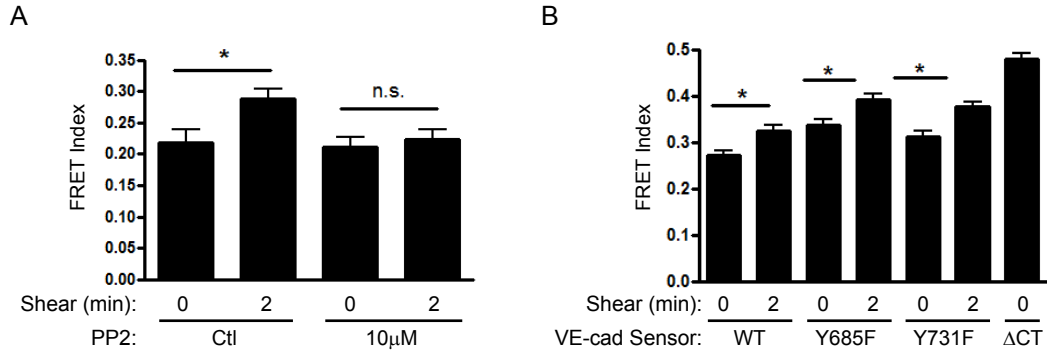 A
FRET Index
0.35
0.30
0.25
0.20
0.15
0.10
0.05
0.00
*
n.s.
Shear (min): 0 2 0 2
PP2: Ctl 10μM
B
FRET Index
0.5
0.4
0.3
0.2
0.1
0.0
* * *
Shear (min): 0 2 0 2 0 2 0
VE-cad Sensor: WT Y685F Y731F ΔCT